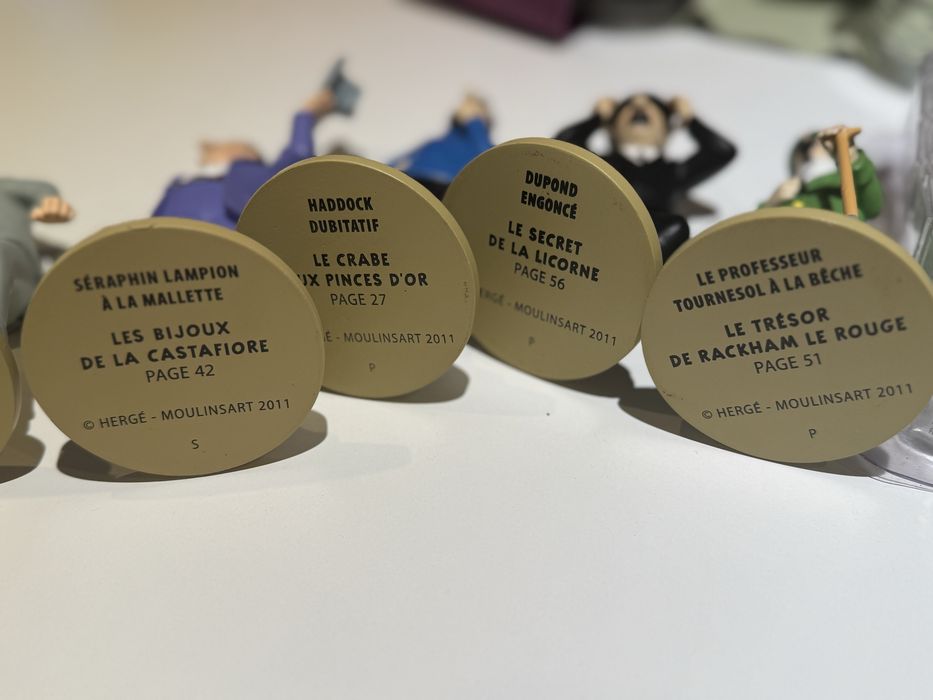 SÉRAPHIN LAMPION
À LA MALLETTE
LES BIJOUX
DE LA CASTAFIORE
PAGE 42
© HERGÉ - MOULINSART 2011
S
HADDOCK
DUBITATIF
LE CRABE
UX PINCES D'OR
PAGE 27
É - MOULINSART 2011
P
DUPOND
ENGONCÉ
LE SECRET
DE LA LICORNE
PAGE 56
ERGÉ - MOULINSART 2011
P
LE PROFESSEUR
TOURNESOL À LA BÊCHE
LE TRÉSOR
DE RACKHAM LE ROUGE
PAGE 51
© HERGÉ - MOULINSART 2011
P